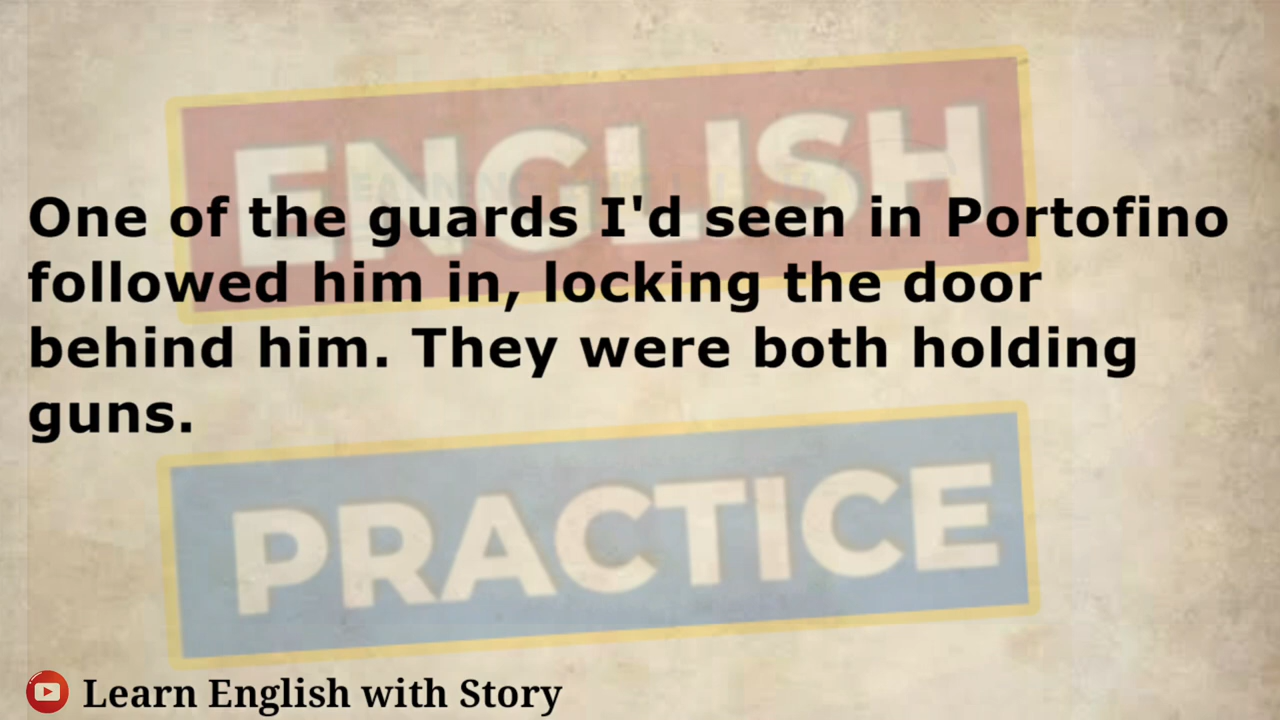 ENGLISH
One of the guards I'd seen in Portofino
followed him in, locking the door
behind him. They were both holding
guns.
PRACTICE
Learn English with Story